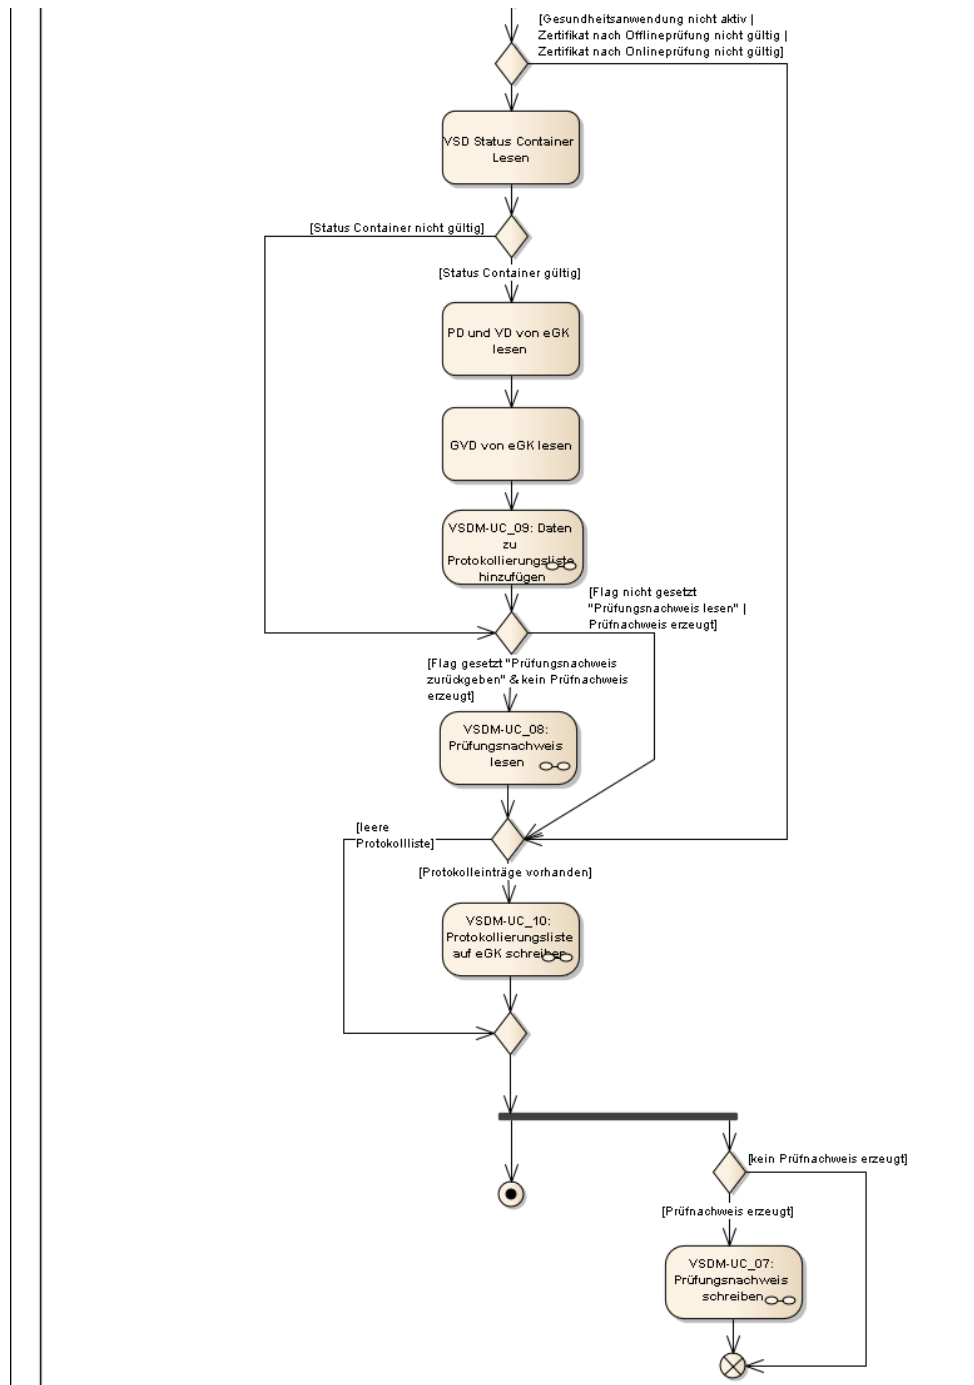 [Gesundheitsanwendung nicht aktiv |
Zertifikat nach Offlineprüfung nicht gültig |
Zertifikat nach Onlineprüfung nicht gültig]
VSD Status Container
Lesen
[Status Container nicht gültig]
[Status Container gültig]
PD und VD von eGK
lesen
GVD von eGK lesen
VSDM-UC_09: Daten
zu
Protokollierungsliste
hinzufügen
[Flag nicht gesetzt
"Prüfungsnachweis lesen" |
Prüfnachweis erzeugt]
[Flag gesetzt "Prüfungsnachweis
zurückgeben" & kein Prüfnachweis
erzeugt]
VSDM-UC_08:
Prüfungsnachweis
lesen
[leere
Protokollliste]
[Protokolleinträge vorhanden]
VSDM-UC_10:
Protokollierungsliste
auf eGK schreiben
[kein Prüfnachweis erzeugt]
[Prüfnachweis erzeugt]
VSDM-UC_07:
Prüfungsnachweis
schreiben